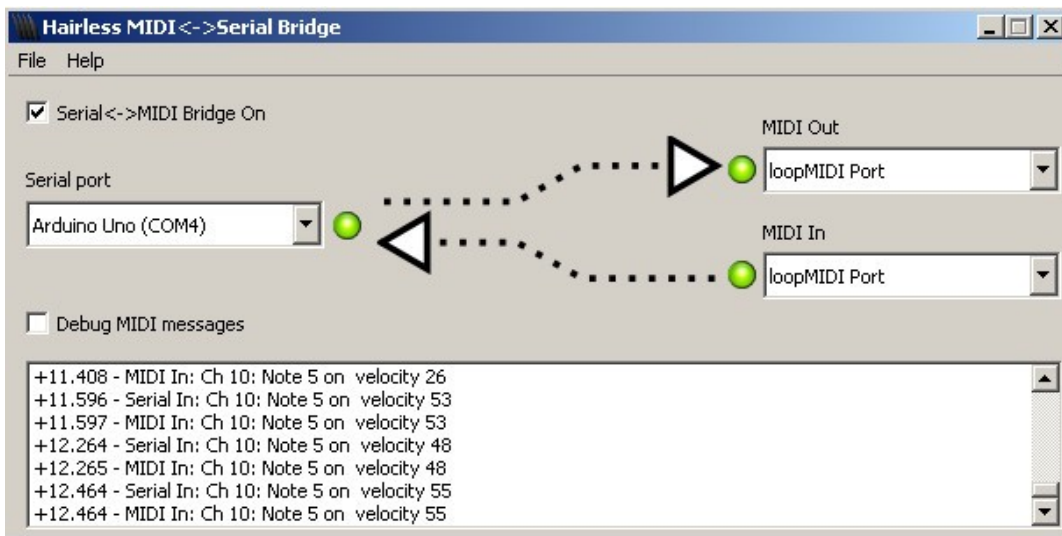 Hairless MIDI<->Serial Bridge
File Help
Serial<->MIDI Bridge On
MIDI Out
loopMIDI Port
Serial port
Arduino Uno (COM4)
MIDI In
loopMIDI Port
Debug MIDI messages
+11.408 - MIDI In: Ch 10: Note 5 on velocity 26
+11.596 - Serial In: Ch 10: Note 5 on velocity 53
+11.597 - MIDI In: Ch 10: Note 5 on velocity 53
+12.264 - Serial In: Ch 10: Note 5 on velocity 48
+12.265 - MIDI In: Ch 10: Note 5 on velocity 48
+12.464 - Serial In: Ch 10: Note 5 on velocity 55
+12.464 - MIDI In: Ch 10: Note 5 on velocity 55